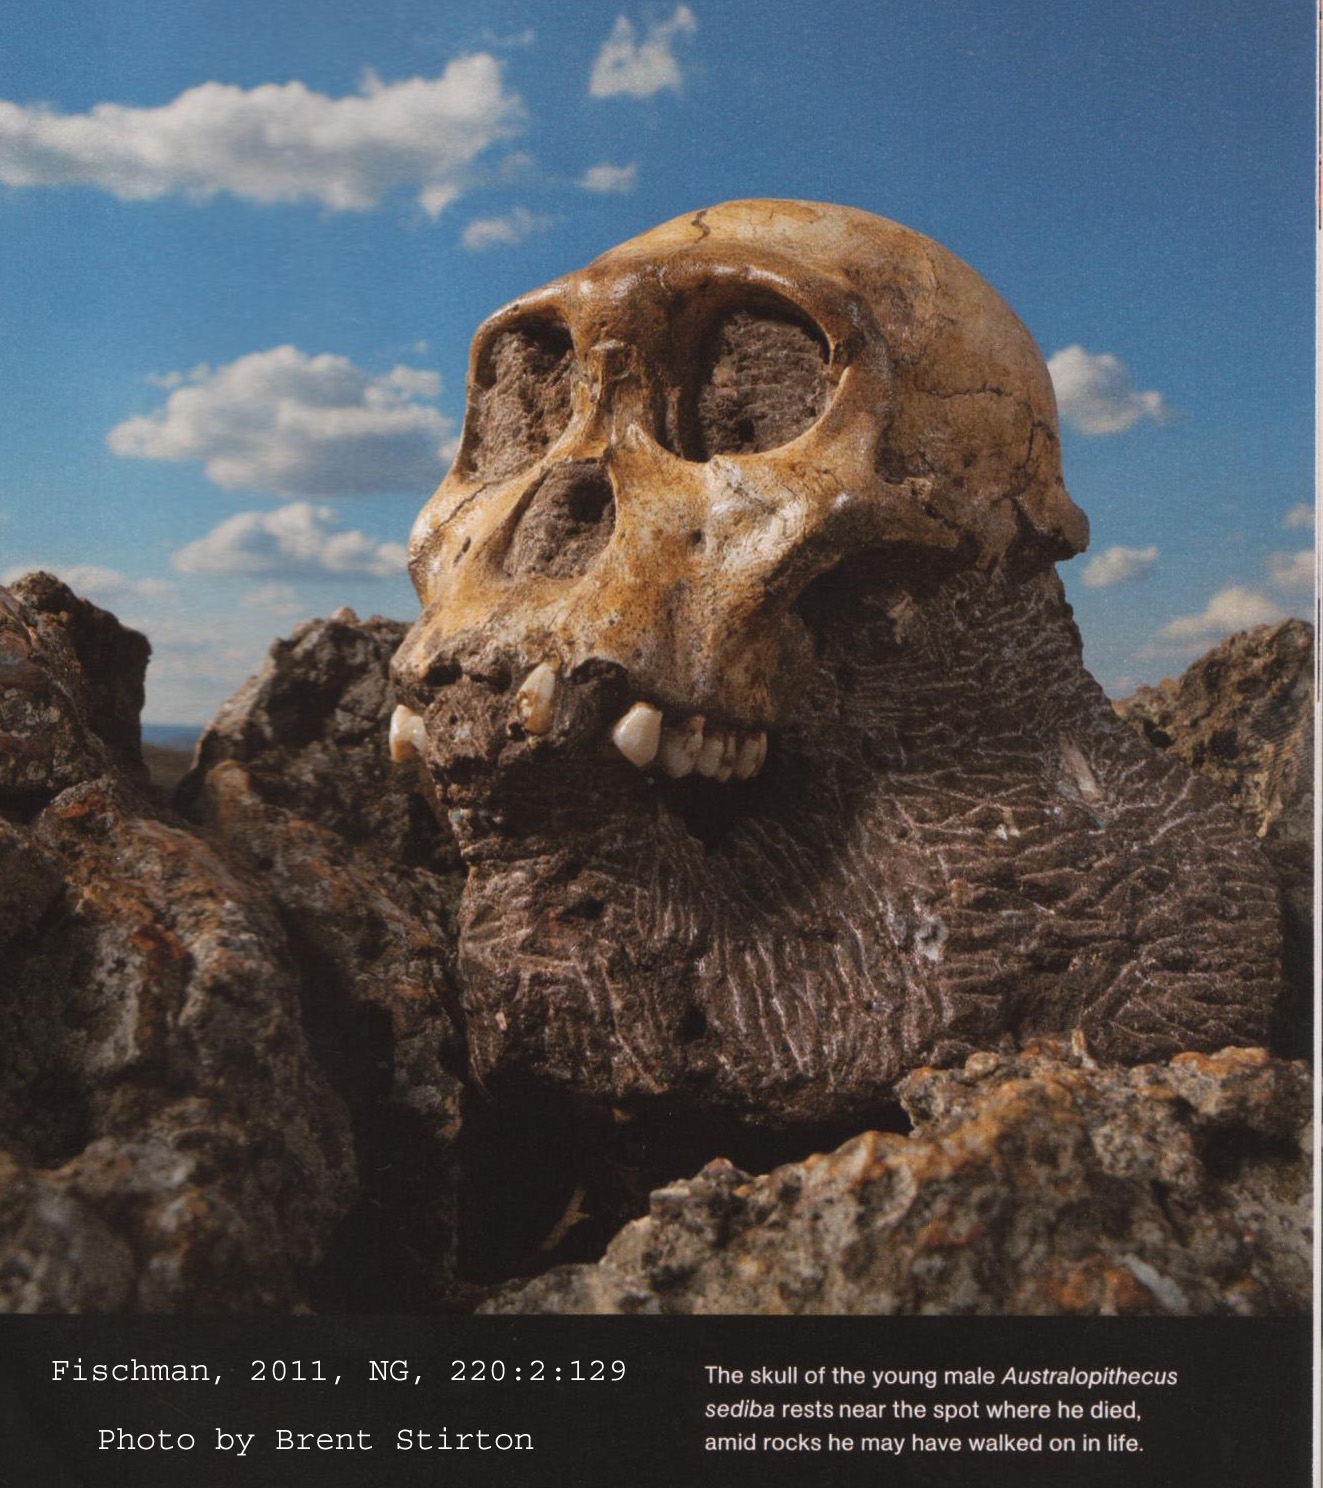 Fischman, 2011, NG, 220:2:129
Photo by Brent Stirton
The skull of the young male Australopithecus
sediba rests near the spot where he died,
amid rocks he may have walked on in life.